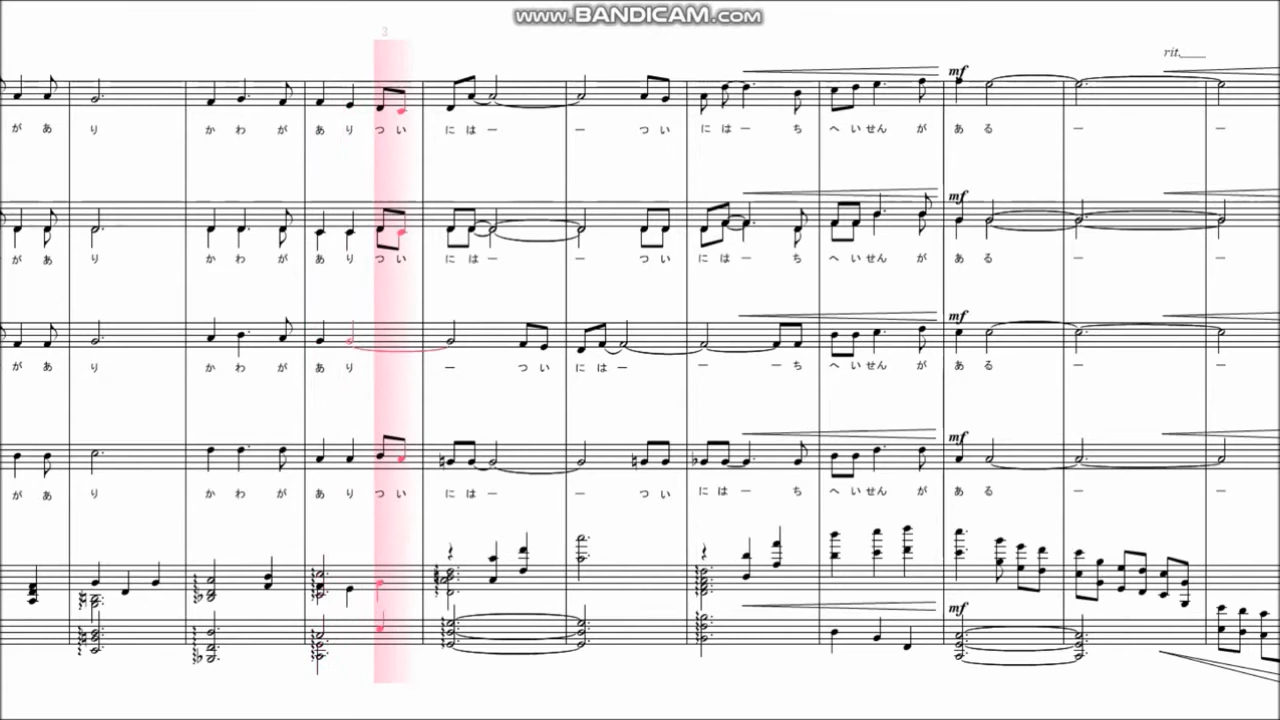 www.BANDICAM.com
3
rit.
mf
が あ り か わ が あ り つ い に は ー ー つ い に は ー ち へ い せん が あ る ー ー
mf
が あ り か わ が あ り つ い に は ー ー つ い に は ー ち へ い せん が あ る ー ー
mf
が あ り か わ が あ り ー つ い に は ー ー ー ち へ い せん が あ る ー ー
mf
が あ り か わ が あ り つ い に は ー ー つ い に は ー ち へ い せん が あ る ー ー
mf